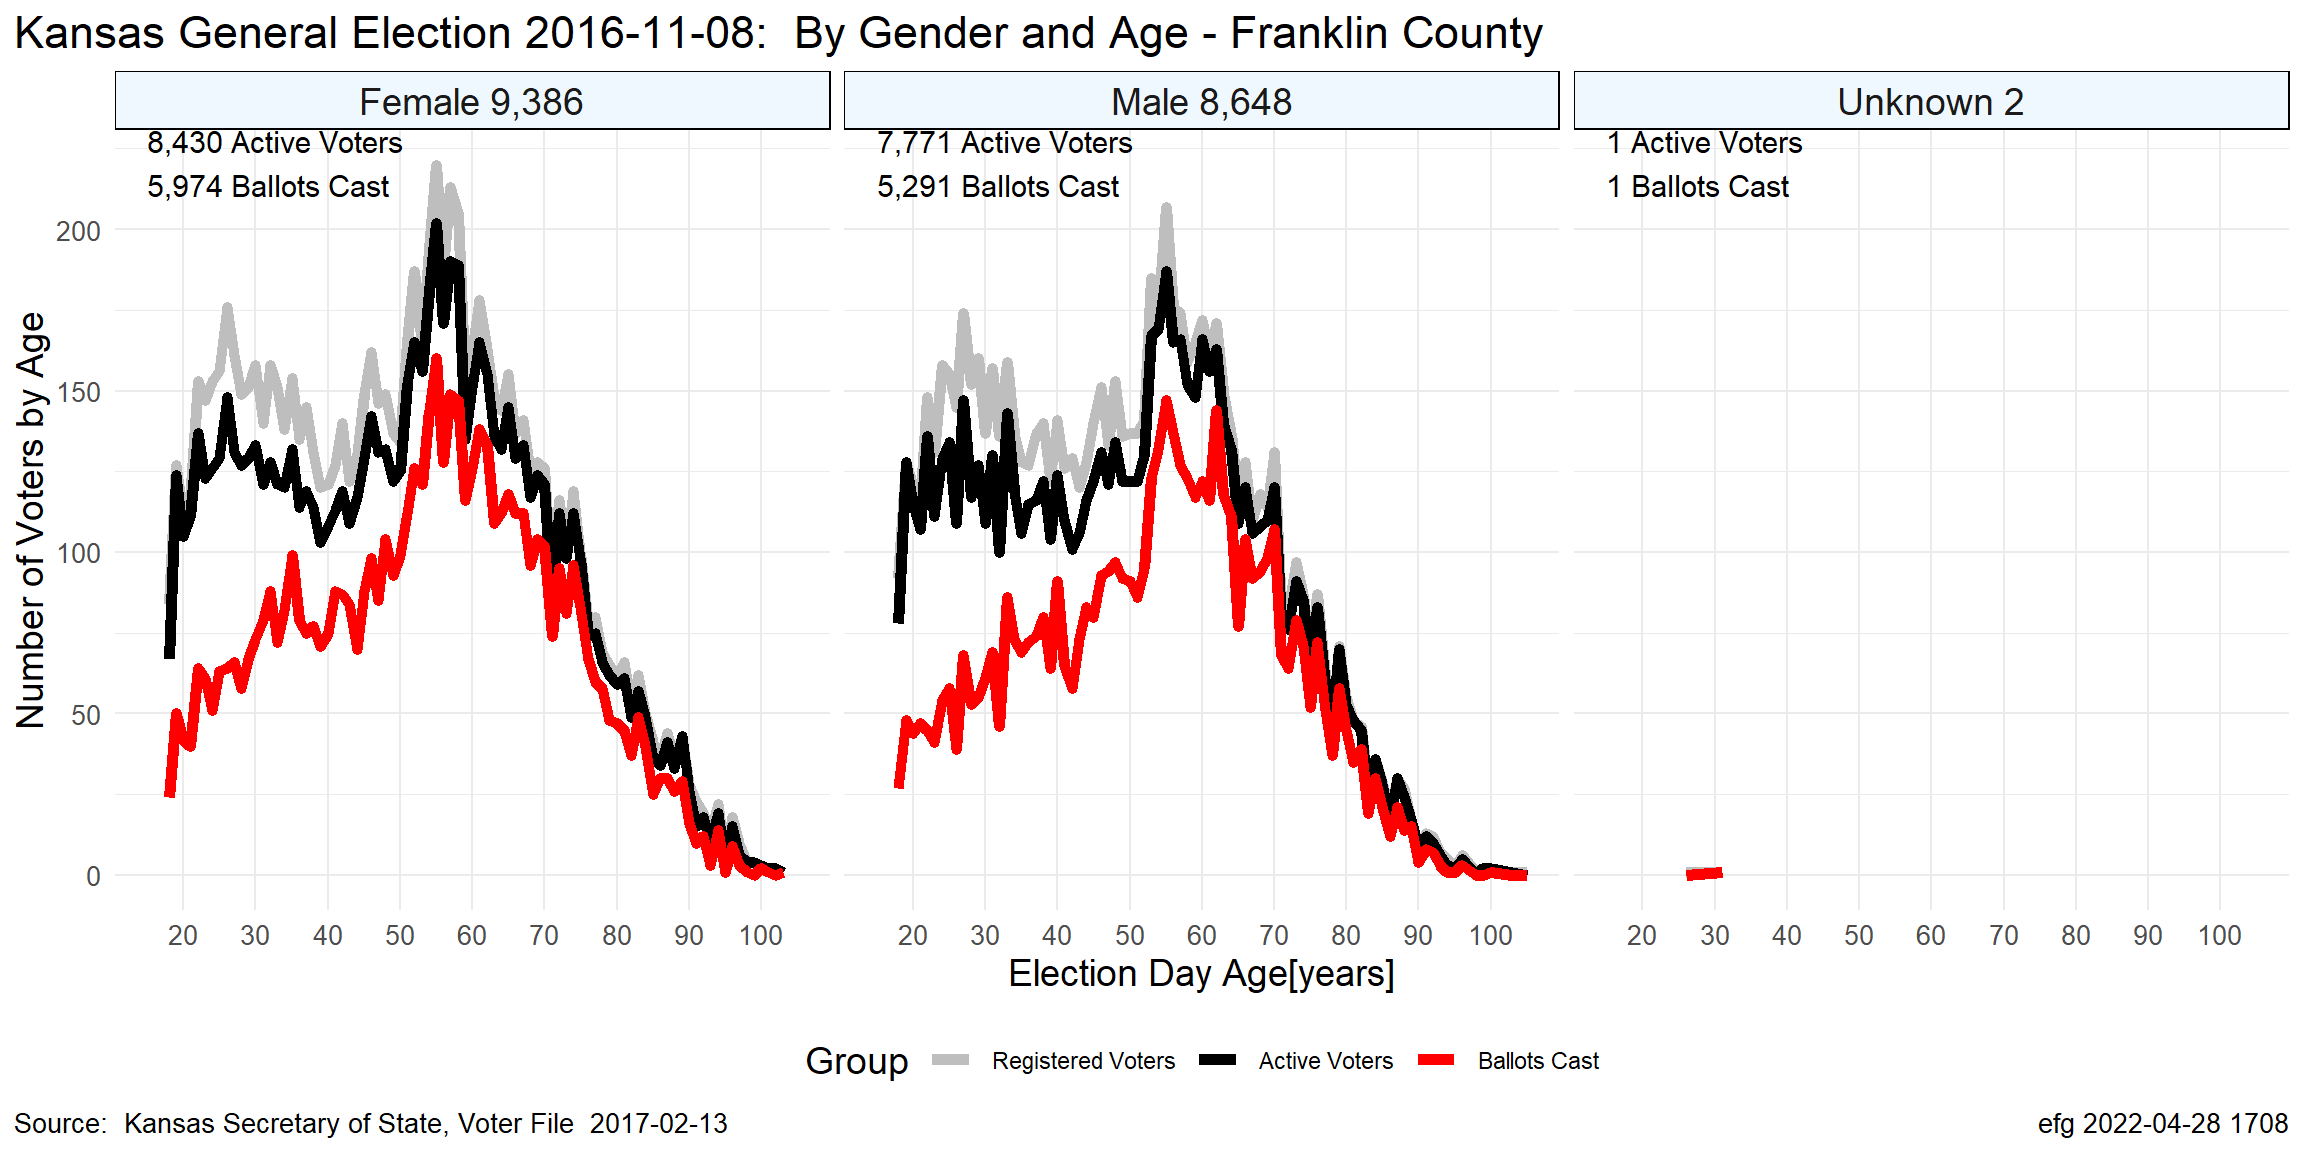 Kansas General Election 2016-11-08:  By Gender and Age - Franklin County
Female 9,386
Male 8,648
Unknown 2
8,430 Active Voters
5,974 Ballots Cast
7,771 Active Voters
5,291 Ballots Cast
1 Active Voters
1 Ballots Cast
Number of Voters by Age
200
150
100
50
0
20 30 40 50 60 70 80 90 100
20 30 40 50 60 70 80 90 100
20 30 40 50 60 70 80 90 100
Election Day Age[years]
Group Registered Voters Active Voters Ballots Cast
Source:  Kansas Secretary of State, Voter File  2017-02-13
efg 2022-04-28 1708